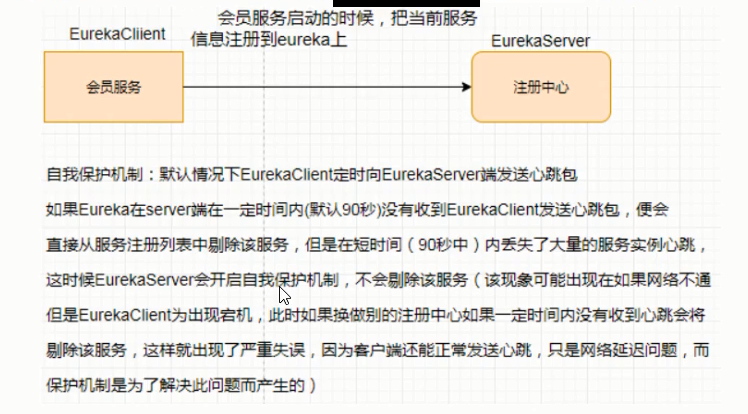 会员服务启动的时候，把当前服务
信息注册到eureka上
EurekaCliient
EurekaServer
会员服务
注册中心
自我保护机制：默认情况下EurekaClient定时向EurekaServer端发送心跳包
如果Eureka在server端在一定时间内(默认90秒)没有收到EurekaClient发送心跳包，便会
直接从服务注册列表中剔除该服务，但是在短时间（90秒中）内丢失了大量的服务实例心跳，
这时候EurekaServer会开启自我保护机制，不会剔除该服务（该现象可能出现在如果网络不通
但是EurekaClient为出现宕机，此时如果换做别的注册中心如果一定时间内没有收到心跳会将
剔除该服务，这样就出现了严重失误，因为客户端还能正常发送心跳，只是网络延迟问题，而
保护机制是为了解决此问题而产生的）